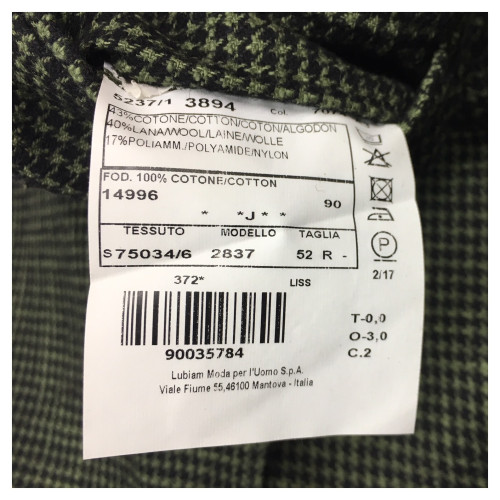 5237/1 3894 Col.
43%COTONE/COTTON/COTON/ALGODON
40%LANA/WOOL/LAINE/WOLLE
17%POLIAMM./POLYAMIDE/NYLON
FOD. 100% COTONE/COTTON
14996 90
* *J* *
TESSUTO MODELLO TAGLIA
S75034/6 2837 52 R -
P
2/17
372* LISS
T-0,0
O-3,0
C.2
90035784
Lubiam Moda per l'Uomo S.p.A.
Viale Fiume 55,46100 Mantova - Italia